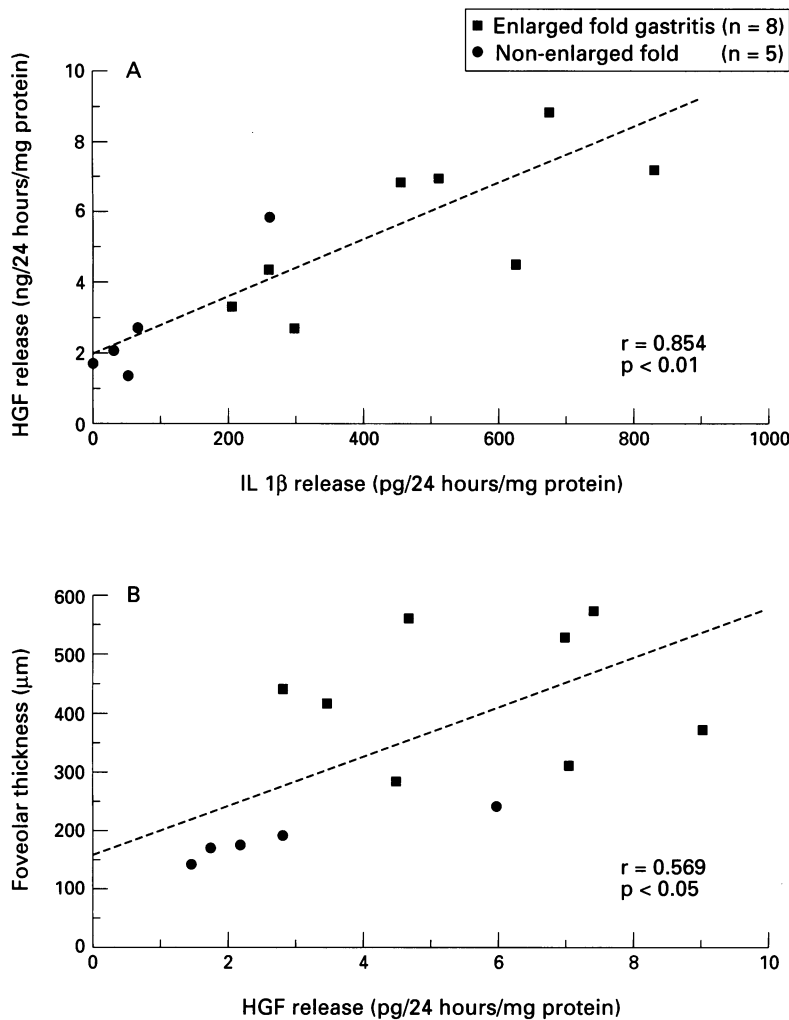 Enlarged fold gastritis (n = 8)
Non-enlarged fold (n = 5)
A
HGF release (ng/24 hours/mg protein)
10
8
6
4
2
0
r = 0.854
p < 0.01
0 200 400 600 800 1000
IL 1β release (pg/24 hours/mg protein)
B
Foveolar thickness (μm)
600
500
400
300
200
100
0
r = 0.569
p < 0.05
0 2 4 6 8 10
HGF release (pg/24 hours/mg protein)